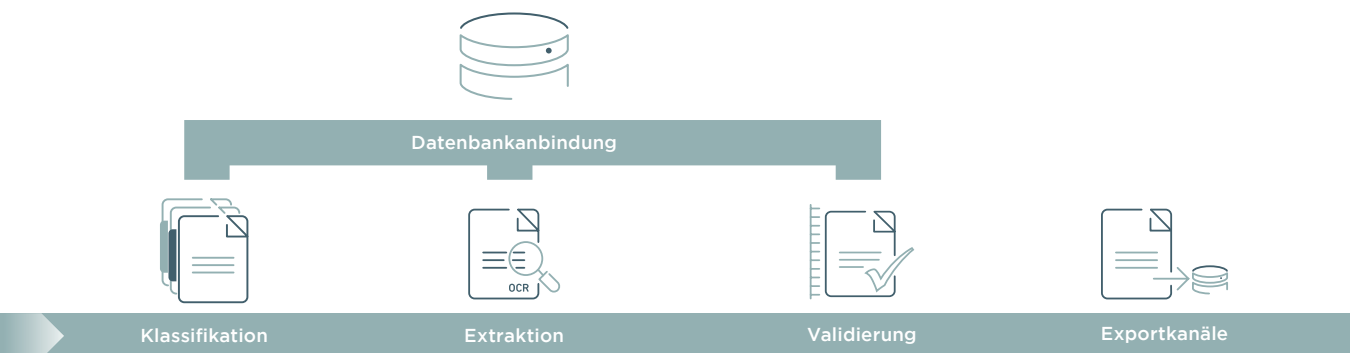 Datenbankanbindung
OCR
Klassifikation
Extraktion
Validierung
Exportkanäle